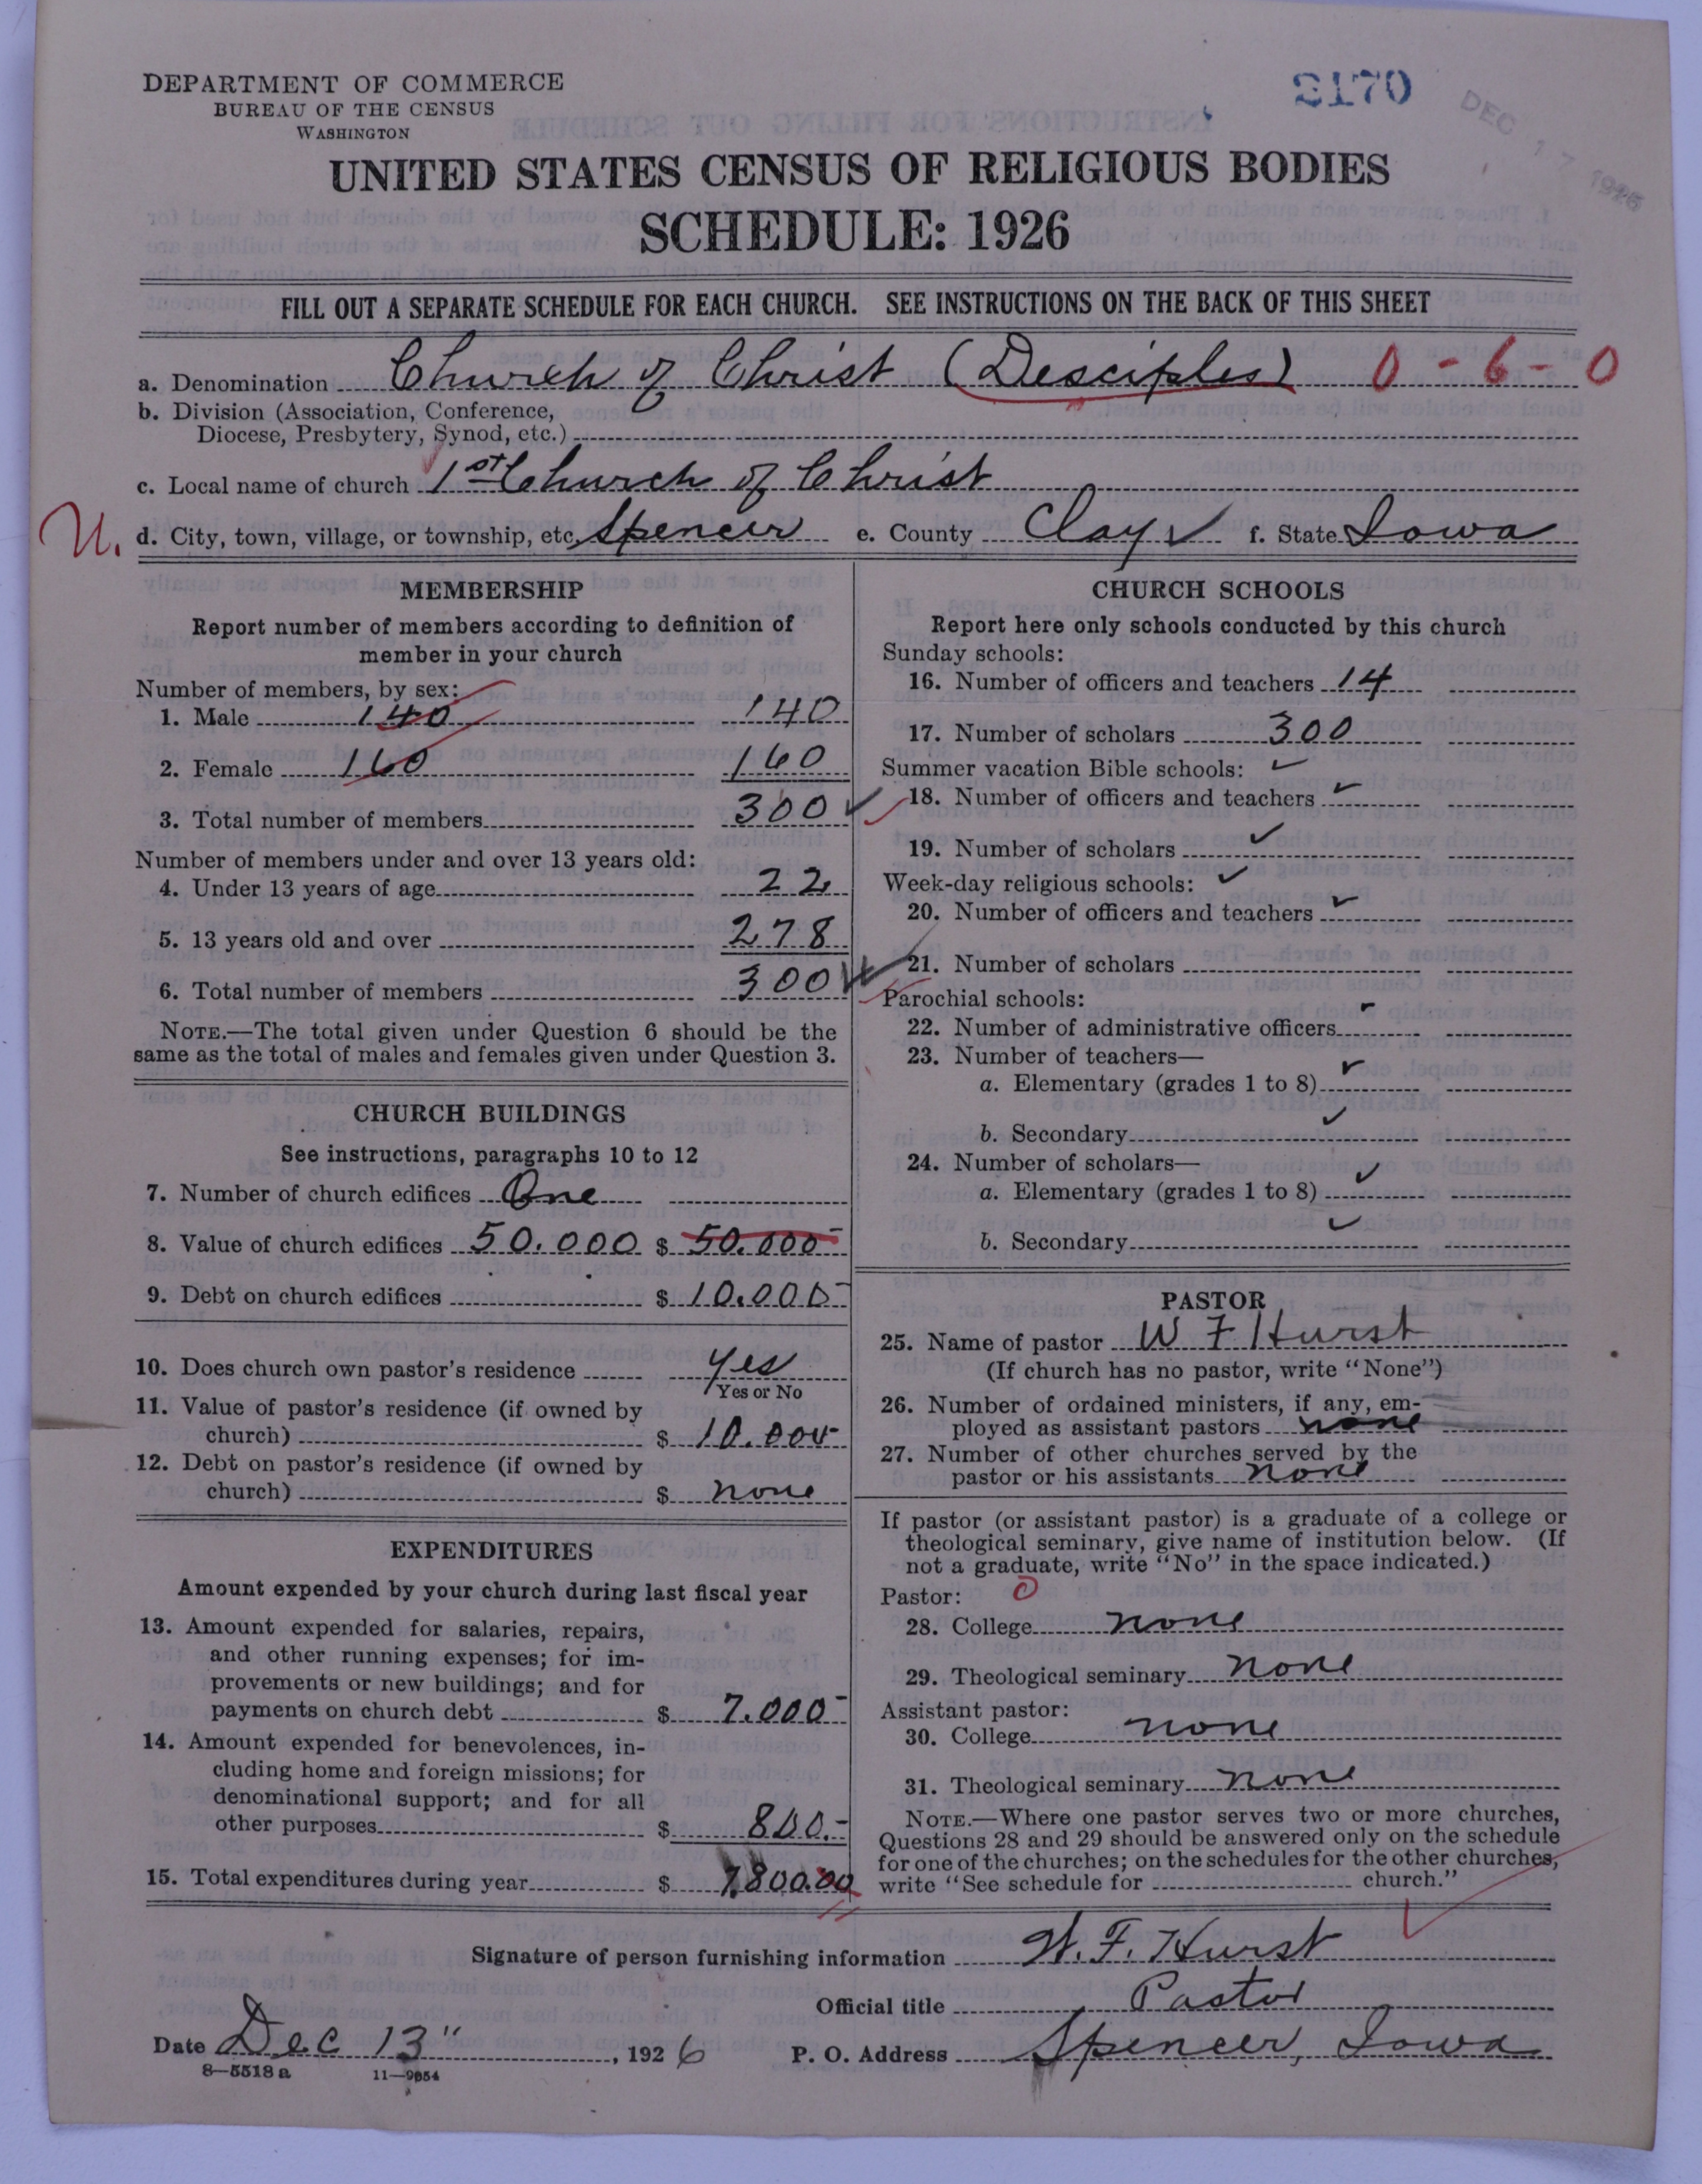 DEPARTMENT OF COMMERCE
BUREAU OF THE CENSUS
WASHINGTON
2170
DEC 17 1926
UNITED STATES CENSUS OF RELIGIOUS BODIES
SCHEDULE: 1926
FILL OUT A SEPARATE SCHEDULE FOR EACH CHURCH. SEE INSTRUCTIONS ON THE BACK OF THIS SHEET
a. Denomination Church of Christ (Desciples) 0-6-0
b. Division (Association, Conference,
Diocese, Presbytery, Synod, etc.)
c. Local name of church 1st Church of Christ
U. d. City, town, village, or township, etc. Spencer e. County Clay f. State Iowa
MEMBERSHIP
Report number of members according to definition of
member in your church
Number of members, by sex:
1. Male 140 140
2. Female 160 160
3. Total number of members 300
Number of members under and over 13 years old:
4. Under 13 years of age 22
5. 13 years old and over 278
6. Total number of members 300
NOTE.—The total given under Question 6 should be the
same as the total of males and females given under Question 3.
CHURCH BUILDINGS
See instructions, paragraphs 10 to 12
7. Number of church edifices One
8. Value of church edifices 50.000 $ 50.000-
9. Debt on church edifices $ 10.000-
10. Does church own pastor's residence Yes
Yes or No
11. Value of pastor's residence (if owned by
church) $ 10.000-
12. Debt on pastor's residence (if owned by
church) $ none
EXPENDITURES
Amount expended by your church during last fiscal year
13. Amount expended for salaries, repairs,
and other running expenses; for im-
provements or new buildings; and for
payments on church debt $ 7.000-
14. Amount expended for benevolences, in-
cluding home and foreign missions; for
denominational support; and for all
other purposes $ 800.-
15. Total expenditures during year $ 7.800.00
CHURCH SCHOOLS
Report here only schools conducted by this church
Sunday schools:
16. Number of officers and teachers 14
17. Number of scholars 300
Summer vacation Bible schools:
18. Number of officers and teachers
19. Number of scholars
Week-day religious schools:
20. Number of officers and teachers
21. Number of scholars
Parochial schools:
22. Number of administrative officers
23. Number of teachers—
a. Elementary (grades 1 to 8)
b. Secondary
24. Number of scholars—
a. Elementary (grades 1 to 8)
b. Secondary
PASTOR
25. Name of pastor W F Hurst
(If church has no pastor, write "None")
26. Number of ordained ministers, if any, em-
ployed as assistant pastors none
27. Number of other churches served by the
pastor or his assistants none
If pastor (or assistant pastor) is a graduate of a college or
theological seminary, give name of institution below. (If
not a graduate, write "No" in the space indicated.)
Pastor: 0
28. College none
29. Theological seminary none
Assistant pastor:
30. College none
31. Theological seminary none
NOTE.—Where one pastor serves two or more churches,
Questions 28 and 29 should be answered only on the schedule
for one of the churches; on the schedules for the other churches,
write "See schedule for church."
Signature of person furnishing information W. F. Hurst
Official title Pastor
Date Dec 13", 1926 P. O. Address Spencer, Iowa
8—5518a 11—9054